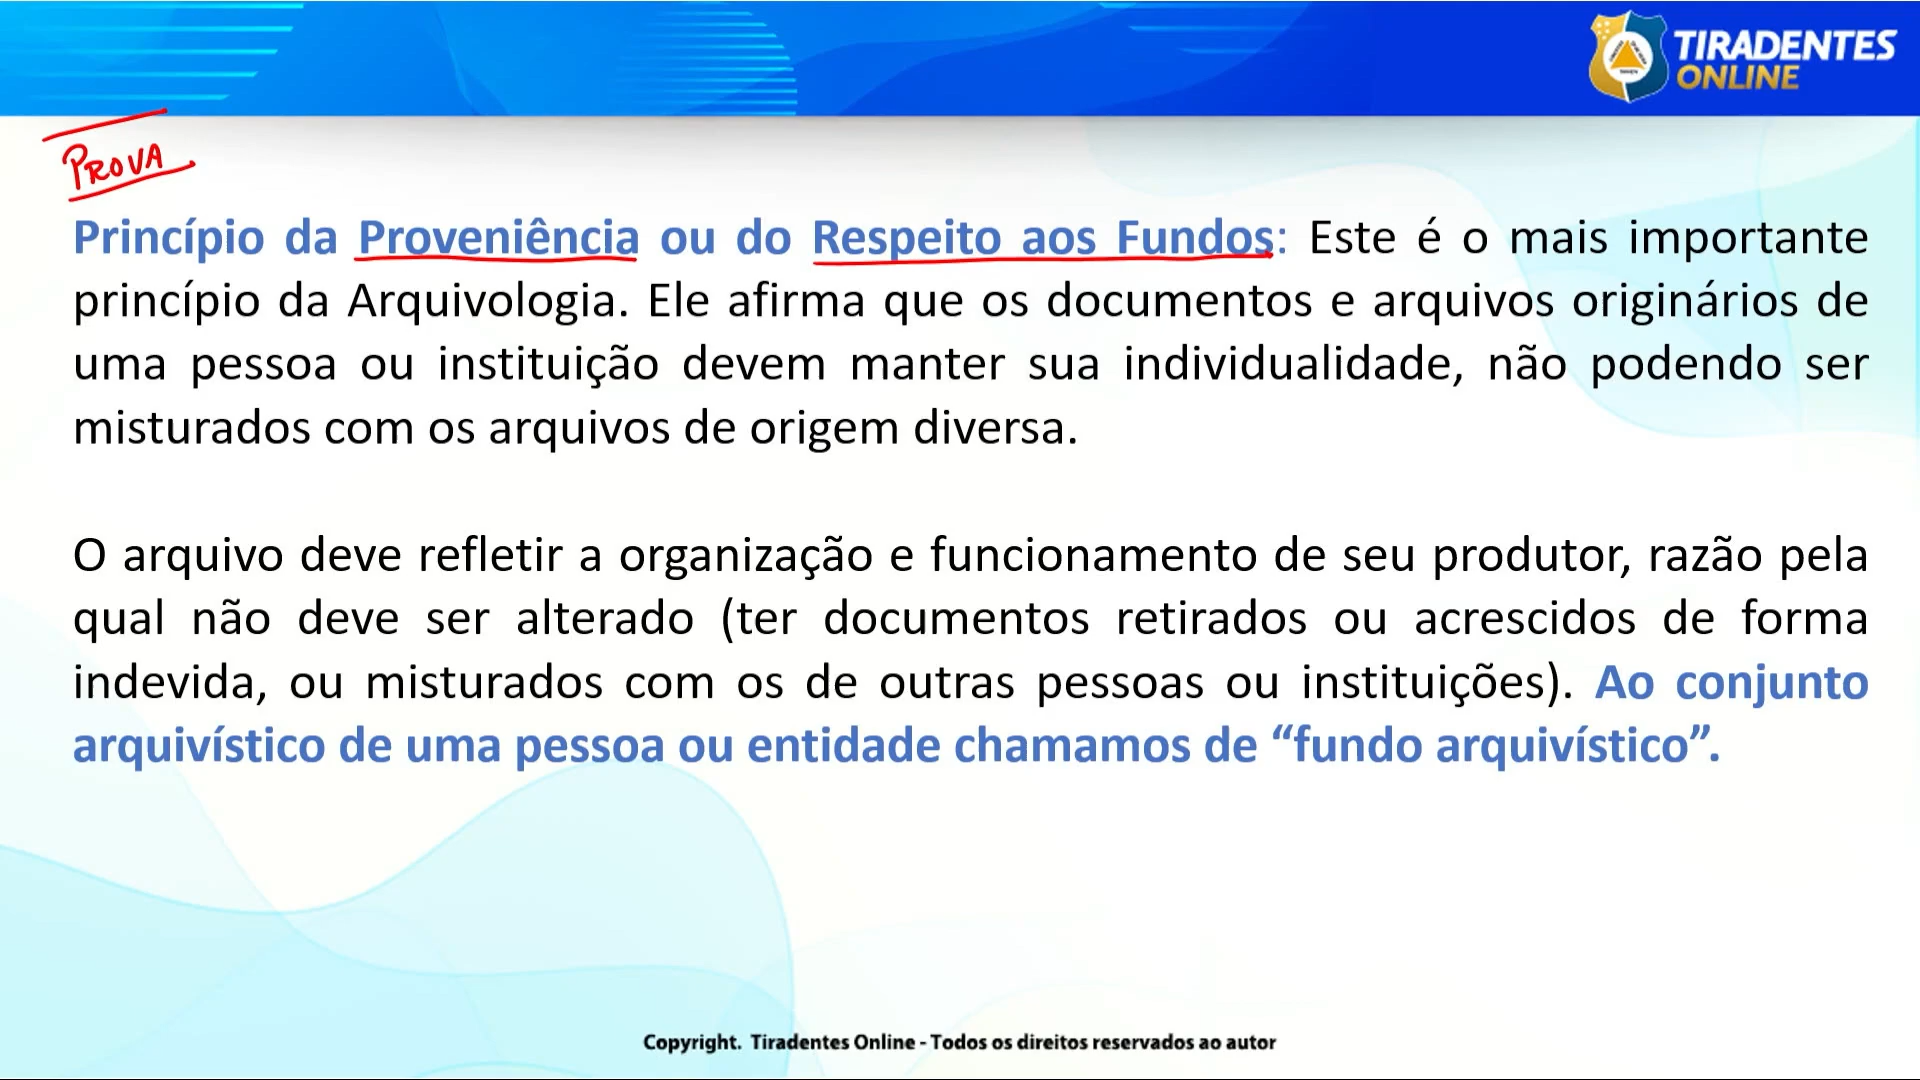 TIRADENTES
ONLINE
PROVA
Princípio da Proveniência ou do Respeito aos Fundos: Este é o mais importante
princípio da Arquivologia. Ele afirma que os documentos e arquivos originários de
uma pessoa ou instituição devem manter sua individualidade, não podendo ser
misturados com os arquivos de origem diversa.
O arquivo deve refletir a organização e funcionamento de seu produtor, razão pela
qual não deve ser alterado (ter documentos retirados ou acrescidos de forma
indevida, ou misturados com os de outras pessoas ou instituições). Ao conjunto
arquivístico de uma pessoa ou entidade chamamos de “fundo arquivístico”.
Copyright. Tiradentes Online - Todos os direitos reservados ao autor